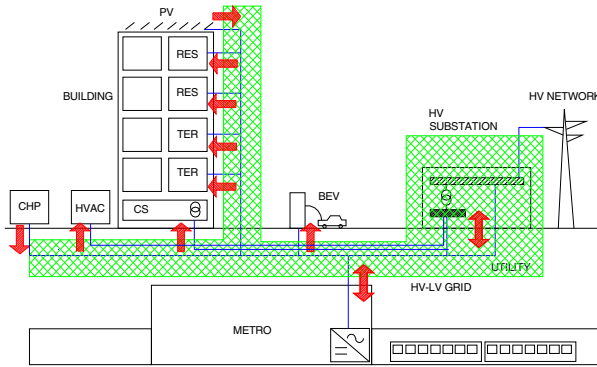 PV
RES
RES
BUILDING
TER
TER
CS
CHP
HVAC
BEV
HV
SUBSTATION
HV NETWORK
UTILITY
HV-LV GRID
METRO